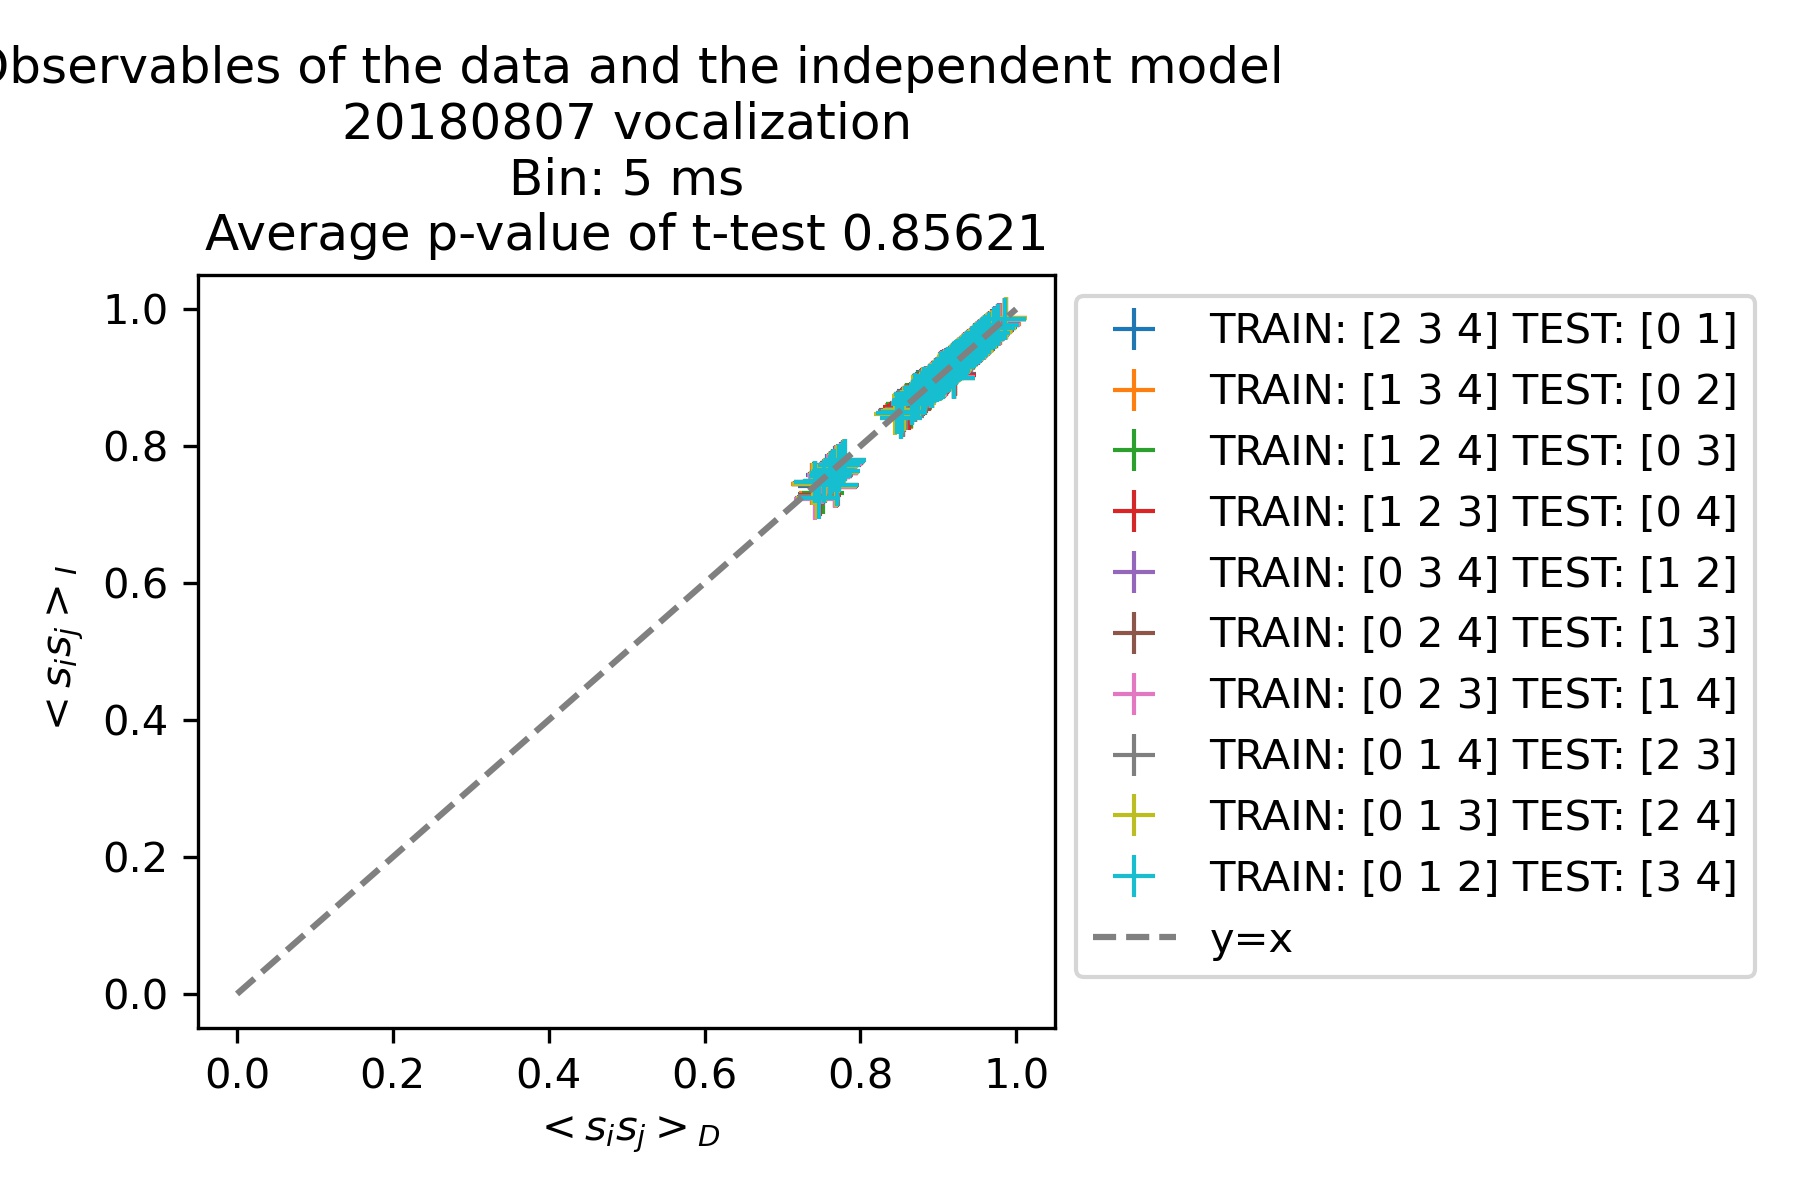 Observables of the data and the independent model
20180807 vocalization
Bin: 5 ms
Average p-value of t-test 0.85621
1.0
0.8
0.6
0.4
0.2
0.0
< s_i s_j >_I
0.0 0.2 0.4 0.6 0.8 1.0
< s_i s_j >_D
TRAIN: [2 3 4] TEST: [0 1]
TRAIN: [1 3 4] TEST: [0 2]
TRAIN: [1 2 4] TEST: [0 3]
TRAIN: [1 2 3] TEST: [0 4]
TRAIN: [0 3 4] TEST: [1 2]
TRAIN: [0 2 4] TEST: [1 3]
TRAIN: [0 2 3] TEST: [1 4]
TRAIN: [0 1 4] TEST: [2 3]
TRAIN: [0 1 3] TEST: [2 4]
TRAIN: [0 1 2] TEST: [3 4]
y=x